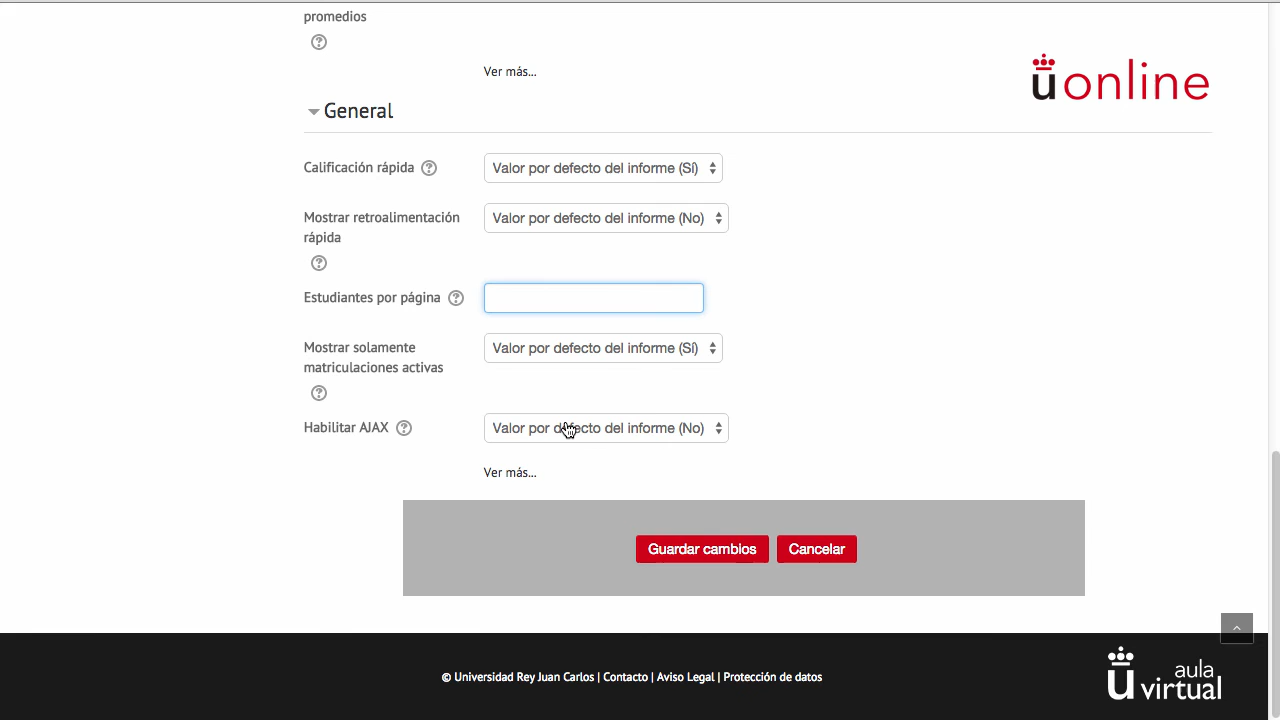 promedios
Ver más...
ü online
General
Calificación rápida
Valor por defecto del informe (Sí)
Mostrar retroalimentación
rápida
Valor por defecto del informe (No)
Estudiantes por página
Mostrar solamente
matriculaciones activas
Valor por defecto del informe (Sí)
Habilitar AJAX
Valor por defecto del informe (No)
Ver más...
Guardar cambios
Cancelar
© Universidad Rey Juan Carlos | Contacto | Aviso Legal | Protección de datos
ü aula
virtual